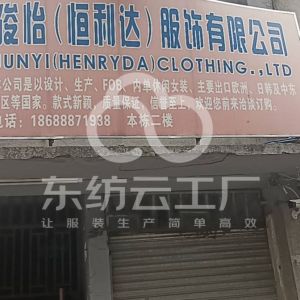 骏怡(恒利达)服饰有限公司
JUNYI(HENRYDA)CLOTHING.,LTD
本公司是以设计、生产、FOB、内单休闲女装、主要出口欧洲、日韩及中东
地区等国家。款式新颖，质量保证，信誉至上，欢迎您前来洽谈订购。
电话：18688871938 本栋二楼
东纺云工厂
让服装生产简单高效